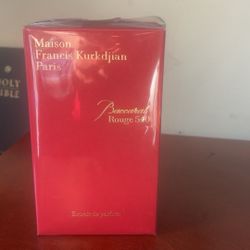 OLY
IBLE
Maison
Francis Kurkdjian
Paris
Baccarat
Rouge 540
Extrait de parfum